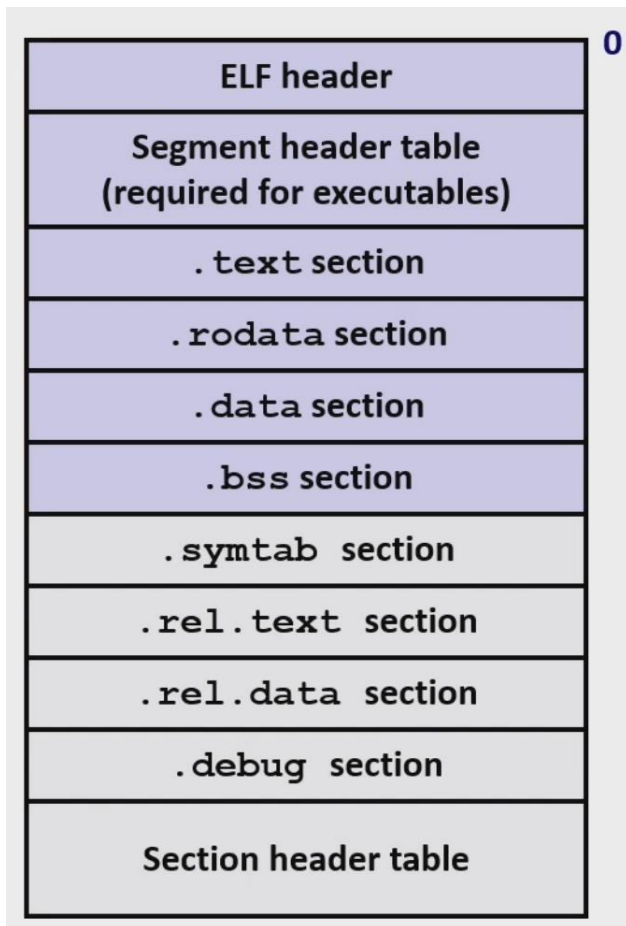 0
ELF header
Segment header table
(required for executables)
.text section
.rodata section
.data section
.bss section
.symtab section
.rel.text section
.rel.data section
.debug section
Section header table